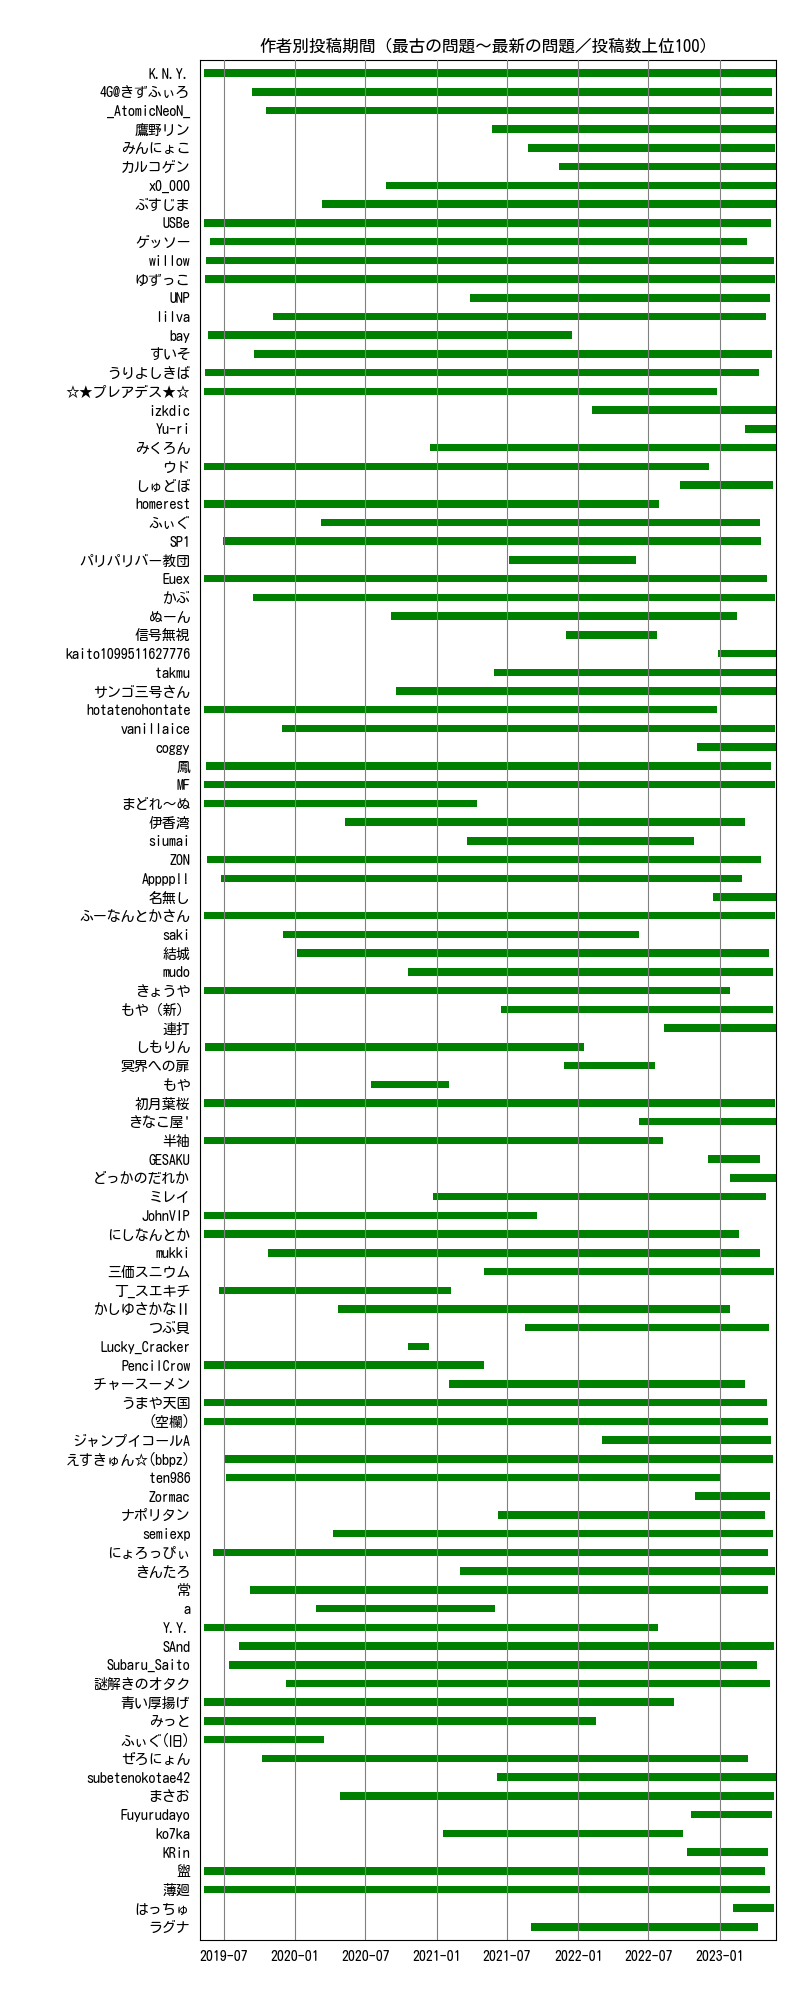 作者別投稿期間（最古の問題～最新の問題／投稿数上位100）
K.N.Y.
4G@きずふぃろ
_AtomicNeoN_
鷹野リン
みんにょこ
カルコゲン
x0_000
ぶすじま
USBe
ゲッソー
willow
ゆずっこ
UNP
lilva
bay
すいそ
うりよしきば
☆★プレアデス★☆
izkdic
Yu-ri
みくろん
ウド
しゅどぼ
homerest
ふぃぐ
SP1
パリパリバー教団
Euex
かぶ
ぬーん
信号無視
kaito1099511627776
takmu
サンゴ三号さん
hotatenohontate
vanillaice
coggy
鳳
MF
まどれ～ぬ
伊香湾
siumai
ZON
Appppll
名無し
ふーなんとかさん
saki
結城
mudo
きょうや
もや（新）
連打
しもりん
冥界への扉
もや
初月葉桜
きなこ屋'
半袖
GESAKU
どっかのだれか
ミレイ
JohnVIP
にしなんとか
mukki
三価スニウム
丁_スエキチ
かしゆさかなII
つぶ貝
Lucky_Cracker
PencilCrow
チャースーメン
うまや天国
(空欄)
ジャンプイコールA
えすきゅん☆(bbpz)
ten986
Zormac
ナポリタン
semiexp
にょろっぴぃ
きんたろ
常
a
Y.Y.
SAnd
Subaru_Saito
謎解きのオタク
青い厚揚げ
みっと
ふぃぐ(旧)
ぜろにょん
subetenokotae42
まさお
Fuyurudayo
ko7ka
KRin
盥
薄廻
はっちゅ
ラグナ
2019-07 2020-01 2020-07 2021-01 2021-07 2022-01 2022-07 2023-01